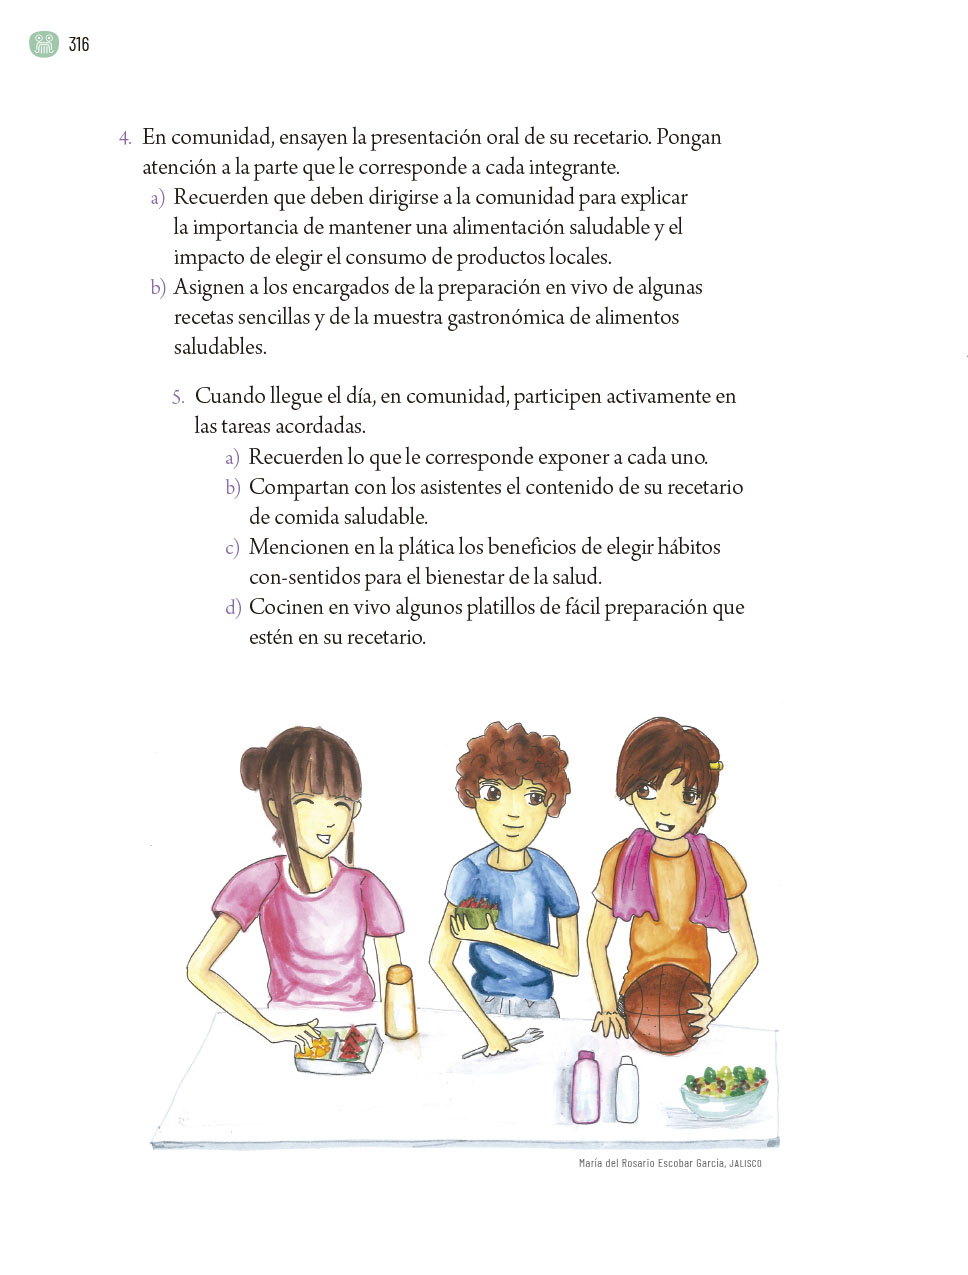 316
4. En comunidad, ensayen la presentación oral de su recetario. Pongan
atención a la parte que le corresponde a cada integrante.
a) Recuerden que deben dirigirse a la comunidad para explicar
la importancia de mantener una alimentación saludable y el
impacto de elegir el consumo de productos locales.
b) Asignen a los encargados de la preparación en vivo de algunas
recetas sencillas y de la muestra gastronómica de alimentos
saludables.
5. Cuando llegue el día, en comunidad, participen activamente en
las tareas acordadas.
a) Recuerden lo que le corresponde exponer a cada uno.
b) Compartan con los asistentes el contenido de su recetario
de comida saludable.
c) Mencionen en la plática los beneficios de elegir hábitos
con-sentidos para el bienestar de la salud.
d) Cocinen en vivo algunos platillos de fácil preparación que
estén en su recetario.
María del Rosario Escobar García, JALISCO